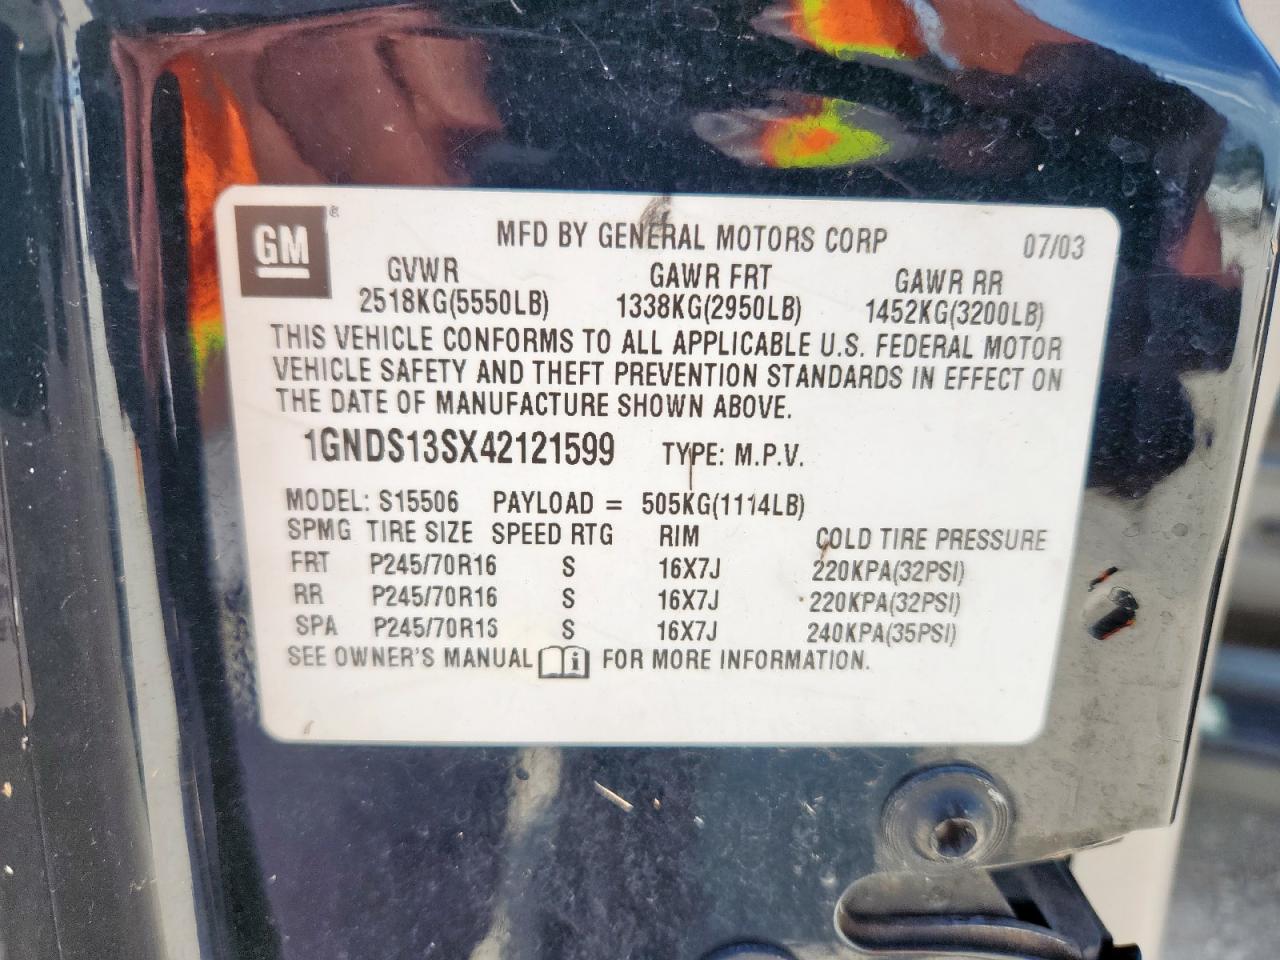 GM ®
MFD BY GENERAL MOTORS CORP 07/03
GVWR GAWR FRT GAWR RR
2518KG(5550LB) 1338KG(2950LB) 1452KG(3200LB)
THIS VEHICLE CONFORMS TO ALL APPLICABLE U.S. FEDERAL MOTOR
VEHICLE SAFETY AND THEFT PREVENTION STANDARDS IN EFFECT ON
THE DATE OF MANUFACTURE SHOWN ABOVE.
1GNDS13SX42121599 TYPE: M.P.V.
MODEL: S15506 PAYLOAD = 505KG(1114LB)
SPMG TIRE SIZE SPEED RTG RIM COLD TIRE PRESSURE
FRT P245/70R16 S 16X7J 220KPA(32PSI)
RR P245/70R16 S 16X7J 220KPA(32PSI)
SPA P245/70R16 S 16X7J 240KPA(35PSI)
SEE OWNER'S MANUAL i FOR MORE INFORMATION.